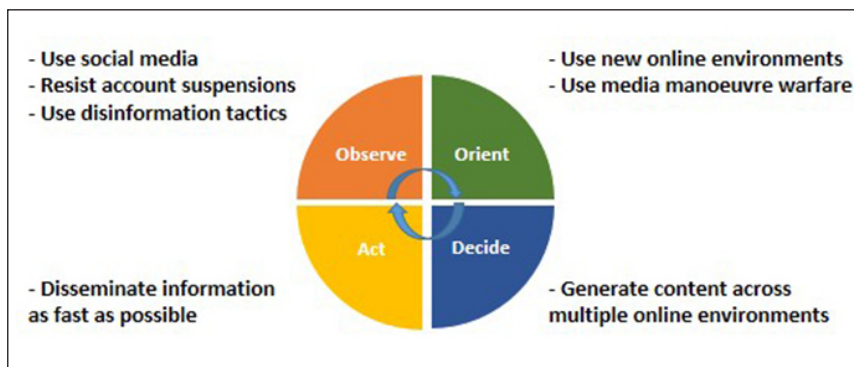 - Use social media
- Resist account suspensions
- Use disinformation tactics
- Use new online environments
- Use media manoeuvre warfare
Observe
Orient
Act
Decide
- Disseminate information
as fast as possible
- Generate content across
multiple online environments